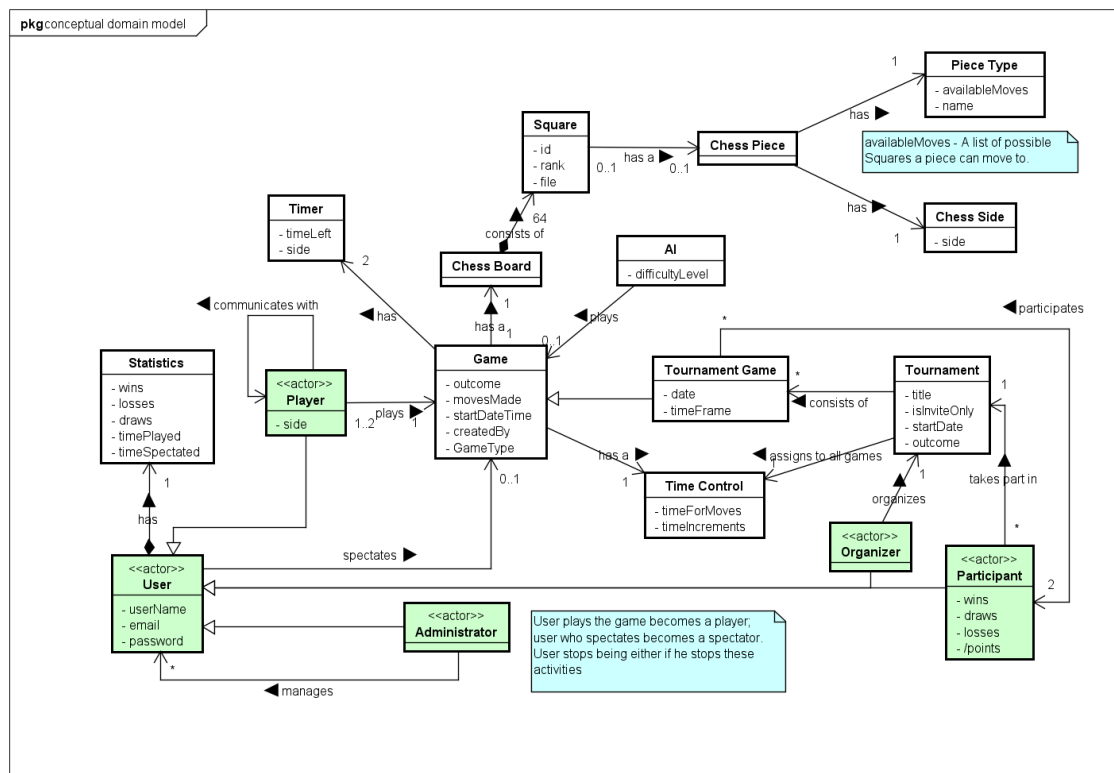 pkg conceptual domain model
1
Piece Type
- availableMoves
- name
has ▶
availableMoves - A list of possible
Squares a piece can move to.
Square
- id
- rank
- file
has a ▶
0..1
0..1
Chess Piece
has ▶
1
Chess Side
- side
64
consists of
Timer
- timeLeft
- side
2
Chess Board
AI
- difficultyLevel
◀ communicates with
◀ has
1
has a
1
◀ plays
0..1
*
◀ participates
Statistics
- wins
- losses
- draws
- timePlayed
- timeSpectated
<<actor>>
Player
- side
plays ▶
1..2
1
Game
- outcome
- movesMade
- startDateTime
- createdBy
- GameType
Tournament Game
- date
- timeFrame
*
◀ consists of
Tournament
- title
- isInviteOnly
- startDate
- outcome
1
has a ▶
1
◀ assigns to all games
1
Time Control
- timeForMoves
- timeIncrements
0..1
1
has
1
organizes
takes part in
*
spectates ▶
<<actor>>
Organizer
<<actor>>
User
- userName
- email
- password
*
<<actor>>
Administrator
◀ manages
User plays the game becomes a player;
user who spectates becomes a spectator.
User stops being either if he stops these
activities
<<actor>>
Participant
- wins
- draws
- losses
- /points
2